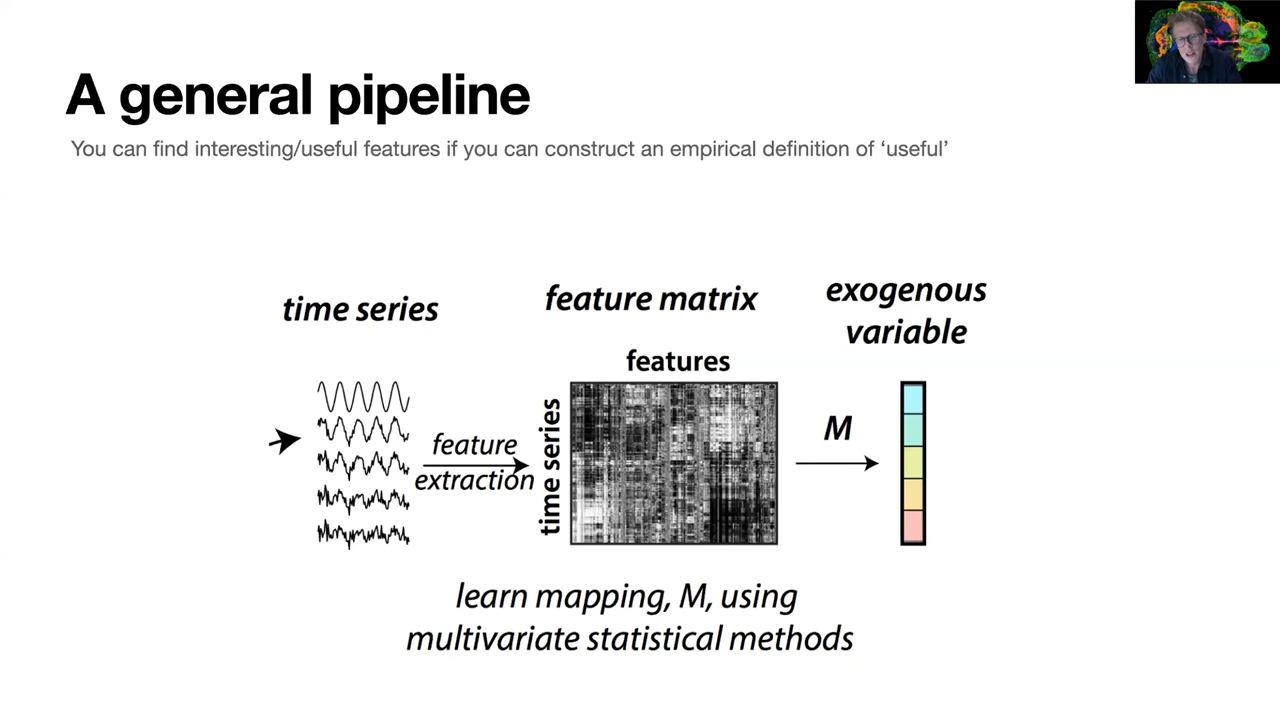 A general pipeline
You can find interesting/useful features if you can construct an empirical definition of ‘useful’
time series
feature matrix
exogenous
variable
features
time series
feature
extraction
M
learn mapping, M, using
multivariate statistical methods